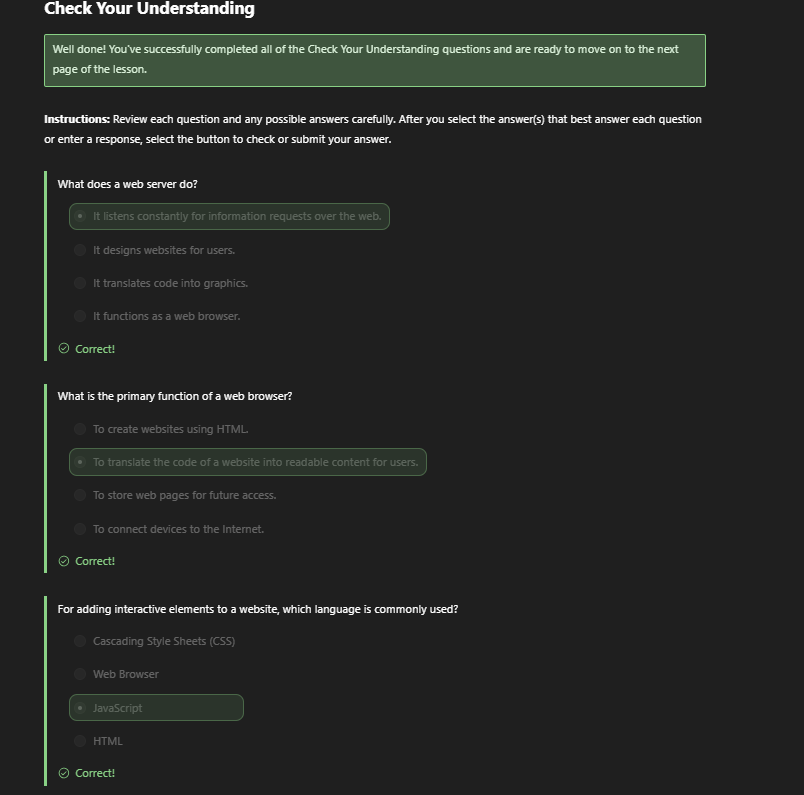 Check Your Understanding
Well done! You've successfully completed all of the Check Your Understanding questions and are ready to move on to the next
page of the lesson.
Instructions: Review each question and any possible answers carefully. After you select the answer(s) that best answer each question
or enter a response, select the button to check or submit your answer.
What does a web server do?
It listens constantly for information requests over the web.
It designs websites for users.
It translates code into graphics.
It functions as a web browser.
Correct!
What is the primary function of a web browser?
To create websites using HTML.
To translate the code of a website into readable content for users.
To store web pages for future access.
To connect devices to the Internet.
Correct!
For adding interactive elements to a website, which language is commonly used?
Cascading Style Sheets (CSS)
Web Browser
JavaScript
HTML
Correct!